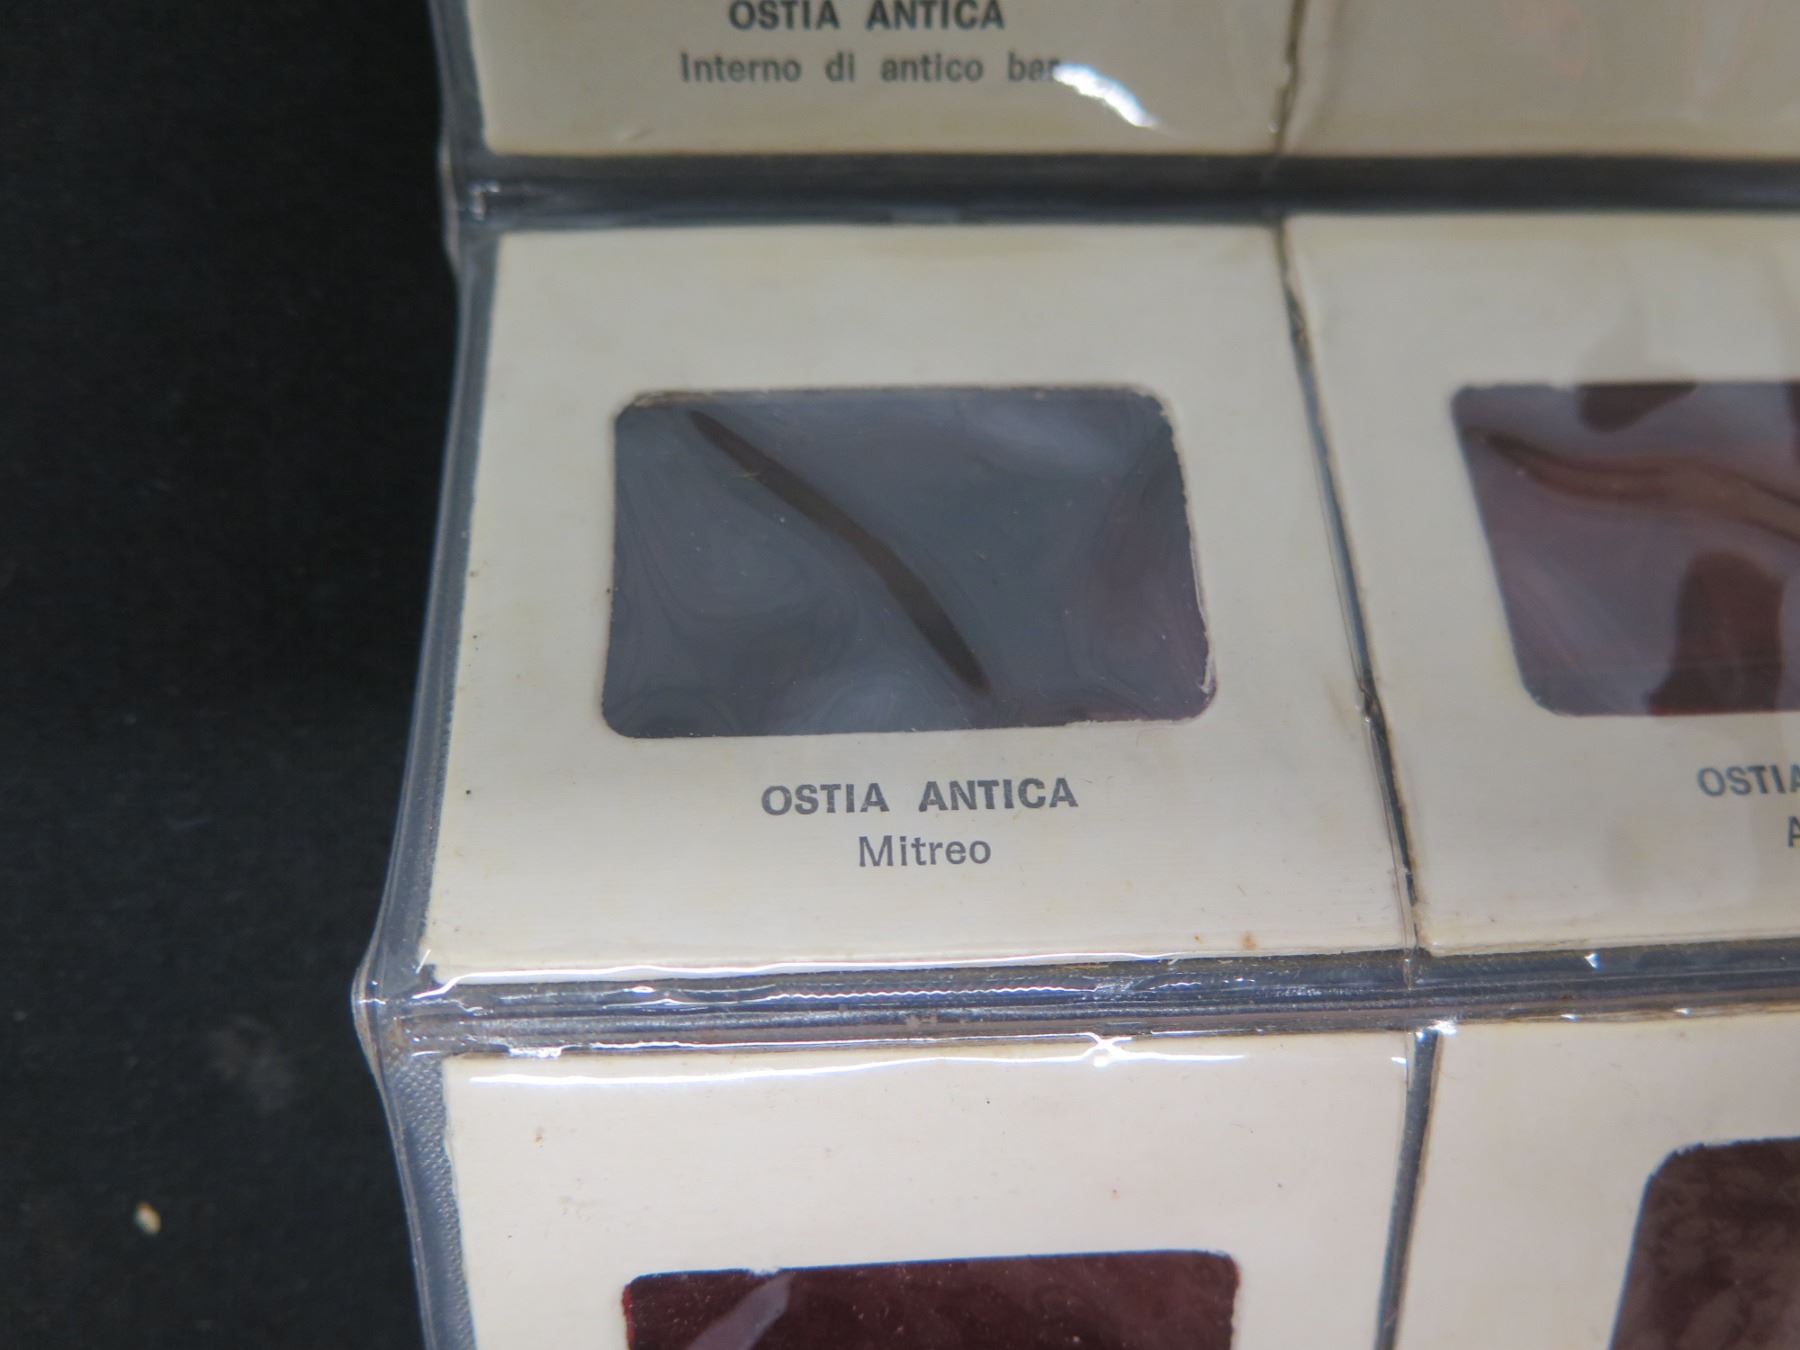 OSTIA ANTICA
Interno di antico bar
OSTIA ANTICA
Mitreo
OSTIA